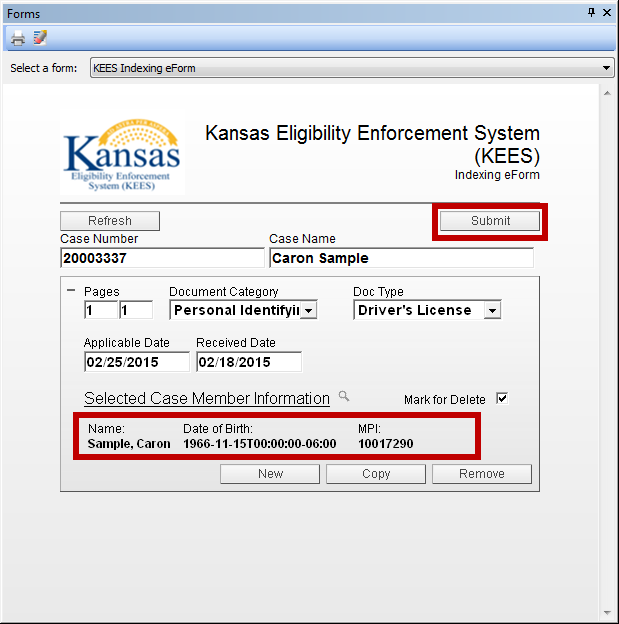 Forms
Select a form: KEES Indexing eForm
Kansas
Eligibility Enforcement
System (KEES)
Kansas Eligibility Enforcement System
(KEES)
Indexing eForm
Refresh Submit
Case Number Case Name
20003337 Caron Sample
Pages Document Category Doc Type
1 1 Personal Identifyin Driver's License
Applicable Date Received Date
02/25/2015 02/18/2015
Selected Case Member Information Mark for Delete
Name: Date of Birth: MPI:
Sample, Caron 1966-11-15T00:00:00-06:00 10017290
New Copy Remove